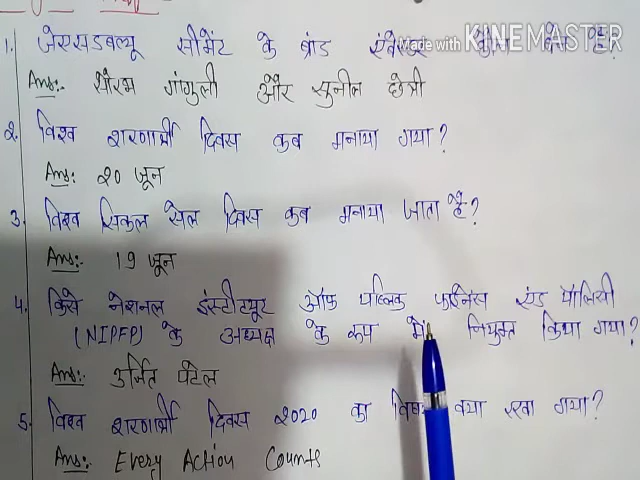 Made with KINEMASTER
1. जेएसडबल्यू सीमेंट के ब्रांड एंबेसडर कौन बने हैं?
Ans:- सौरभ गांगुली और सुनील छेत्री
2. विश्व शरणार्थी दिवस कब मनाया गया?
Ans:- 20 जून
3. विश्व सिकल सेल दिवस कब मनाया जाता है?
Ans:- 19 जून
4. किसे नेशनल इंस्टीट्यूट ऑफ पब्लिक फाइनेंस एंड पॉलिसी
(NIPFP) के अध्यक्ष के रूप में नियुक्त किया गया?
Ans:- उर्जित पटेल
5. विश्व शरणार्थी दिवस 2020 का विषय क्या रखा गया?
Ans:- Every Action Counts